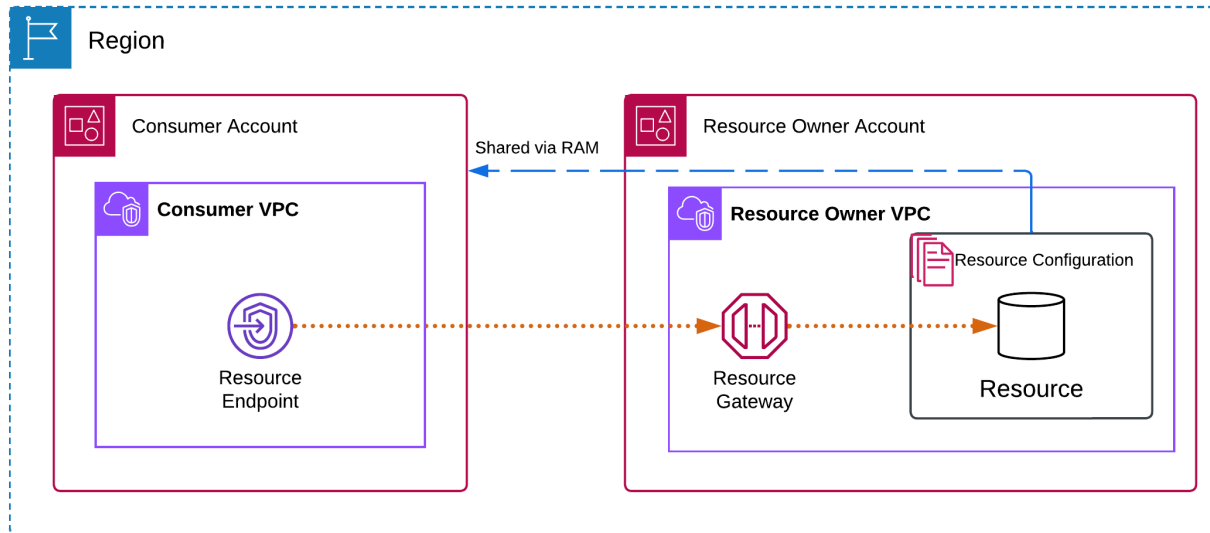 Region
Consumer Account
Resource Owner Account
Shared via RAM
Consumer VPC
Resource Owner VPC
Resource Configuration
Resource
Endpoint
Resource
Gateway
Resource